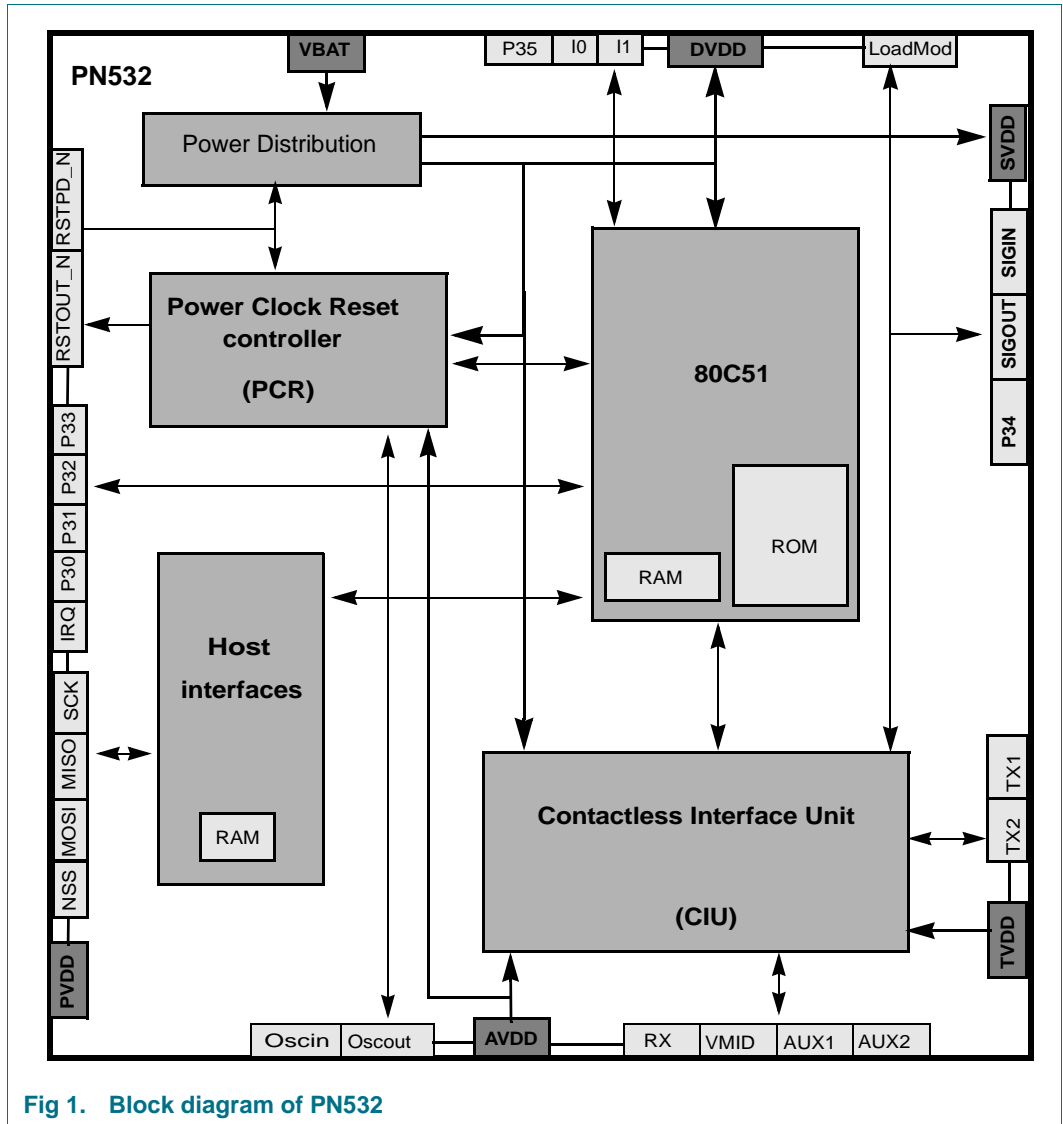 VBAT
P35 I0 I1
DVDD
LoadMod
PN532
Power Distribution
SVDD
RSTPD_N
RSTOUT_N
SIGIN
SIGOUT
P34
Power Clock Reset
controller
(PCR)
80C51
ROM
RAM
P33
P32
P31
P30
IRQ
Host
interfaces
RAM
SCK
MISO
MOSI
NSS
PVDD
Contactless Interface Unit
(CIU)
TX1
TX2
TVDD
Oscin Oscout
AVDD
RX VMID AUX1 AUX2
Fig 1. Block diagram of PN532